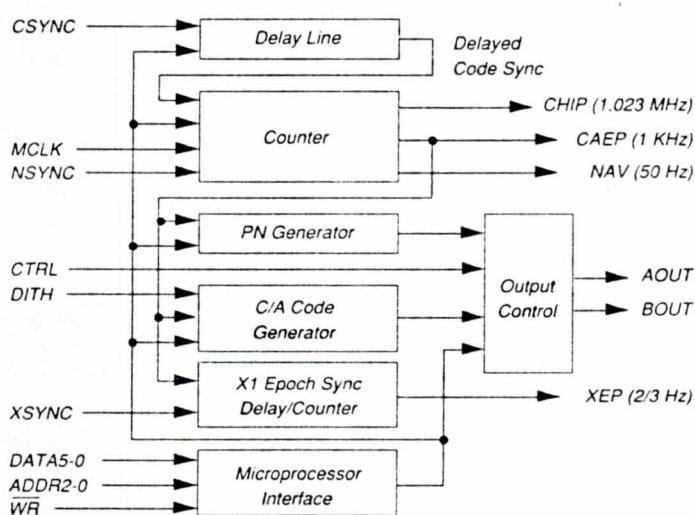 CSYNC
Delay Line
Delayed
Code Sync
Counter
CHIP (1.023 MHz)
CAEP (1 KHz)
NAV (50 Hz)
MCLK
NSYNC
PN Generator
CTRL
DITH
C/A Code
Generator
Output
Control
AOUT
BOUT
X1 Epoch Sync
Delay/Counter
XEP (2/3 Hz)
XSYNC
DATA5-0
ADDR2-0
WR
Microprocessor
Interface